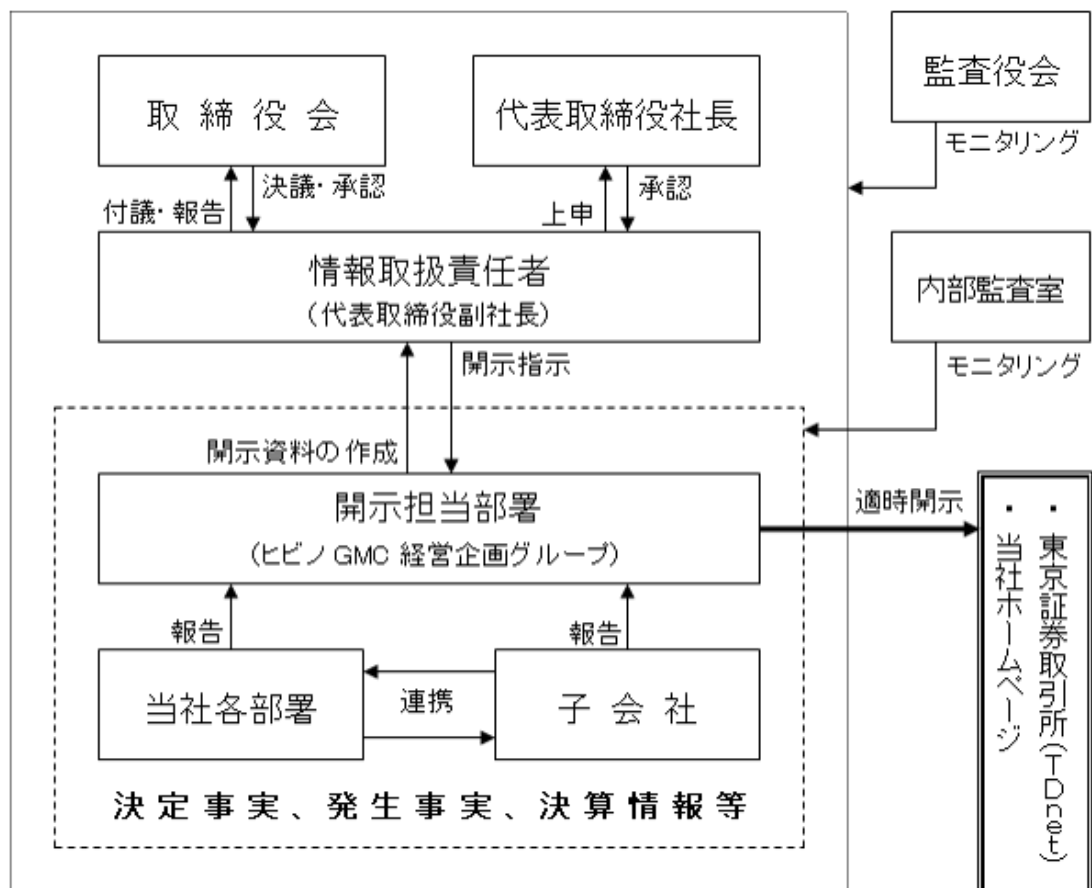 取締役会
代表取締役社長
監査役会
モニタリング
決議・承認
付議・報告
承認
上申
情報取扱責任者
(代表取締役副社長)
内部監査室
モニタリング
開示指示
開示資料の作成
開示担当部署
(ヒビノGMC 経営企画グループ)
適時開示
・東京証券取引所(TDnet)
・当社ホームページ
報告
報告
当社各部署
連携
子会社
決定事実、発生事実、決算情報等